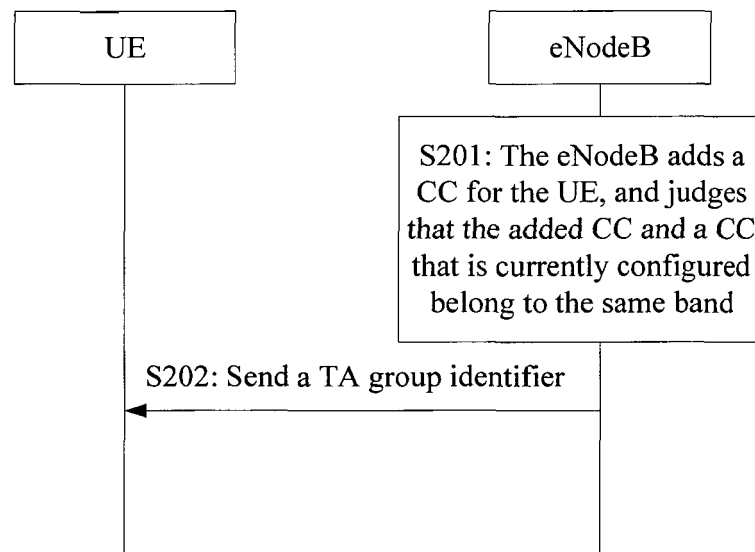 UE
eNodeB
S201: The eNodeB adds a
CC for the UE, and judges
that the added CC and a CC
that is currently configured
belong to the same band
S202: Send a TA group identifier